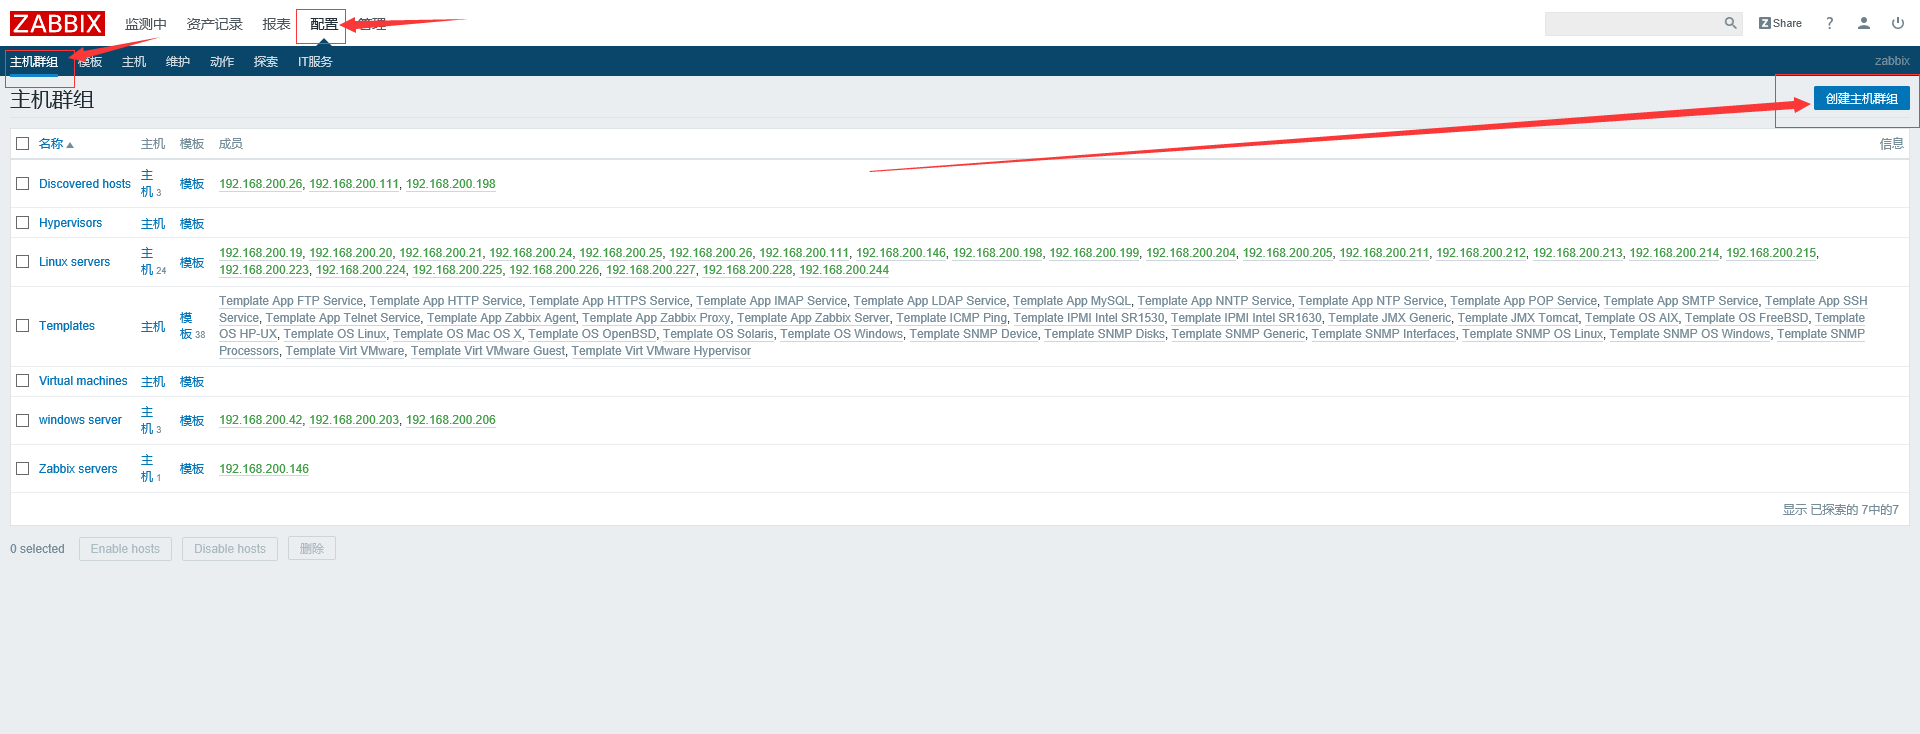 ZABBIX 监测中 资产记录 报表 配置 管理 Share ?
主机群组 模板 主机 维护 动作 探索 IT服务 zabbix
主机群组 创建主机群组
名称 主机 模板 成员 信息
Discovered hosts 主机 3 模板 192.168.200.26, 192.168.200.111, 192.168.200.198
Hypervisors 主机 模板
Linux servers 主机 24 模板 192.168.200.19, 192.168.200.20, 192.168.200.21, 192.168.200.24, 192.168.200.25, 192.168.200.26, 192.168.200.111, 192.168.200.146, 192.168.200.198, 192.168.200.199, 192.168.200.204, 192.168.200.205, 192.168.200.211, 192.168.200.212, 192.168.200.213, 192.168.200.214, 192.168.200.215,
192.168.200.223, 192.168.200.224, 192.168.200.225, 192.168.200.226, 192.168.200.227, 192.168.200.228, 192.168.200.244
Templates 主机 模板 38 Template App FTP Service, Template App HTTP Service, Template App HTTPS Service, Template App IMAP Service, Template App LDAP Service, Template App MySQL, Template App NNTP Service, Template App NTP Service, Template App POP Service, Template App SMTP Service, Template App SSH
Service, Template App Telnet Service, Template App Zabbix Agent, Template App Zabbix Proxy, Template App Zabbix Server, Template ICMP Ping, Template IPMI Intel SR1530, Template IPMI Intel SR1630, Template JMX Generic, Template JMX Tomcat, Template OS AIX, Template OS FreeBSD, Template
OS HP-UX, Template OS Linux, Template OS Mac OS X, Template OS OpenBSD, Template OS Solaris, Template OS Windows, Template SNMP Device, Template SNMP Disks, Template SNMP Generic, Template SNMP Interfaces, Template SNMP OS Linux, Template SNMP OS Windows, Template SNMP
Processors, Template Virt VMware, Template Virt VMware Guest, Template Virt VMware Hypervisor
Virtual machines 主机 模板
windows server 主机 3 模板 192.168.200.42, 192.168.200.203, 192.168.200.206
Zabbix servers 主机 1 模板 192.168.200.146
显示 已探索的 7中的7
0 selected Enable hosts Disable hosts 删除